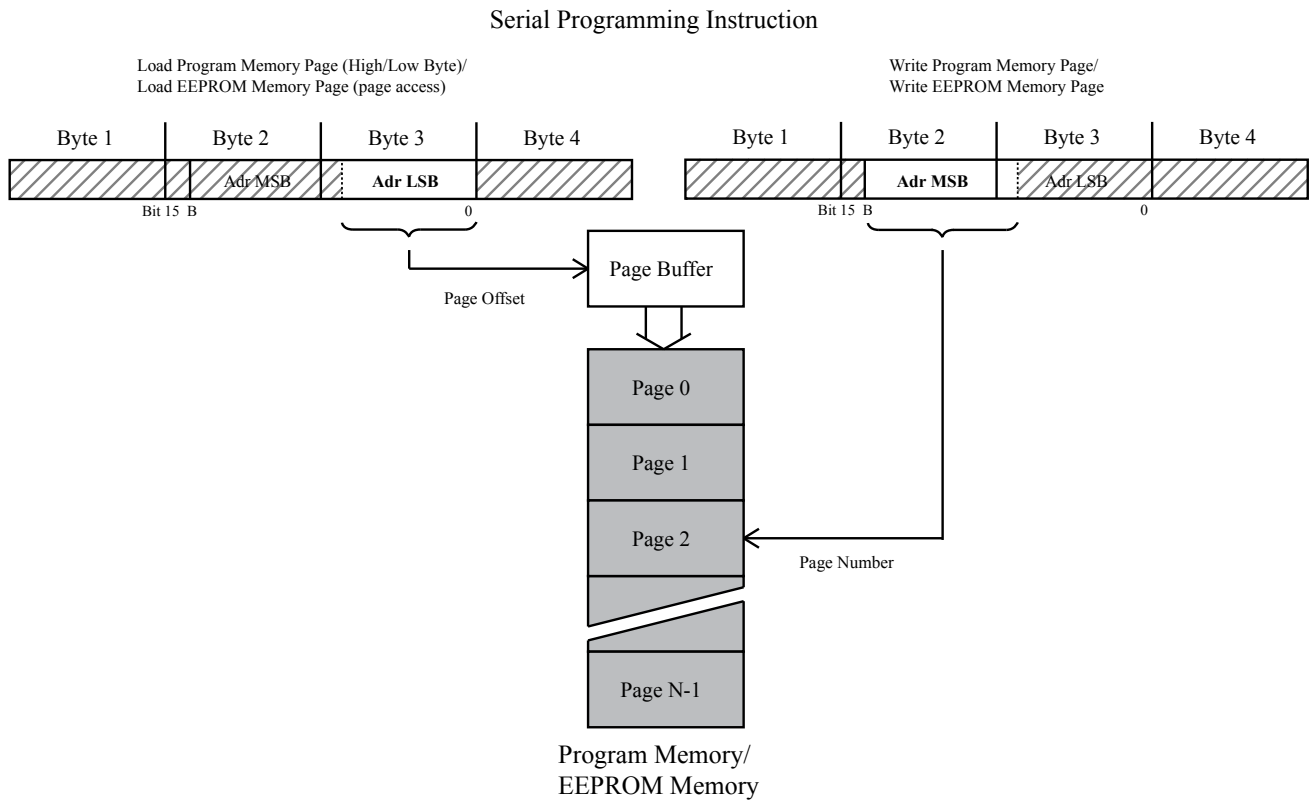 Serial Programming Instruction
Load Program Memory Page (High/Low Byte)/
Load EEPROM Memory Page (page access)
Write Program Memory Page/
Write EEPROM Memory Page
Byte 1 Byte 2 Byte 3 Byte 4
Byte 1 Byte 2 Byte 3 Byte 4
Adr MSB Adr LSB
Adr MSB Adr LSB
Bit 15 B 0
Bit 15 B 0
Page Buffer
Page Offset
Page 0
Page 1
Page 2
Page Number
Page N-1
Program Memory/
EEPROM Memory